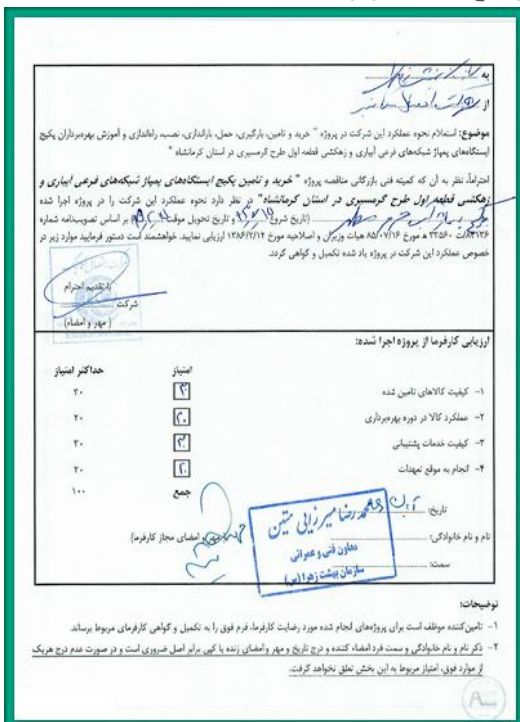 به
از
موضوع: استعلام نحوه عملکرد این شرکت در پروژه " خرید و تامین، بارگیری، حمل، باراندازی، نصب، راه‌اندازی و آموزش بهره‌برداران پکیج
ایستگاه‌های پمپاژ شبکه‌های فرعی آبیاری و زهکشی قطعه اول طرح گرمسیری در استان کرمانشاه "
احتراماً، نظر به آن که کمیته فنی بازرگانی مناقصه پروژه " خرید و تامین پکیج ایستگاه‌های پمپاژ شبکه‌های فرعی آبیاری و
زهکشی قطعه اول طرح گرمسیری در استان کرمانشاه" در نظر دارد نحوه عملکرد این شرکت را در پروژه اجرا شده
(تاریخ شروع و تاریخ تحویل موقت بر اساس تصویبنامه شماره
۸۴۱۳۶/ت ۳۳۵۶۰ ه مورخ ۸۵/۰۷/۱۶ هیات وزیران و اصلاحیه مورخ ۱۳۸۶/۷/۱۲ ارزیابی نمایید. خواهشمند است دستور فرمایید موارد زیر در
خصوص عملکرد این شرکت در پروژه یاد شده تکمیل و گواهی گردد.
با تقدیم احترام
شرکت
( مهر و امضاء)
ارزیابی کارفرما از پروژه اجرا شده:
امتیاز حداکثر امتیاز
۱- کیفیت کالاهای تامین شده ۳۰ ۳۰
۲- عملکرد کالا در دوره بهره‌برداری ۲۰ ۲۰
۳- کیفیت خدمات پشتیبانی ۳۰ ۳۰
۴- انجام به موقع تعهدات ۲۰ ۲۰
جمع ۱۰۰
تاریخ:
محمدرضا میرزایی متین
نام و نام خانوادگی: (مهر و امضای مجاز کارفرما)
معاون فنی و عمرانی
سمت: سازمان بهشت زهرا (س)
توضیحات:
۱- تامین‌کننده موظف است برای پروژه‌های انجام شده مورد رضایت کارفرما، فرم فوق را به تکمیل و گواهی کارفرمای مربوط برساند.
۲- ذکر نام و نام خانوادگی و سمت فرد امضاء کننده و درج تاریخ و مهر و امضای زنده یا کپی برابر اصل ضروری است و در صورت عدم درج هریک
از موارد فوق، امتیاز مربوط به این بخش تعلق نخواهد گرفت.